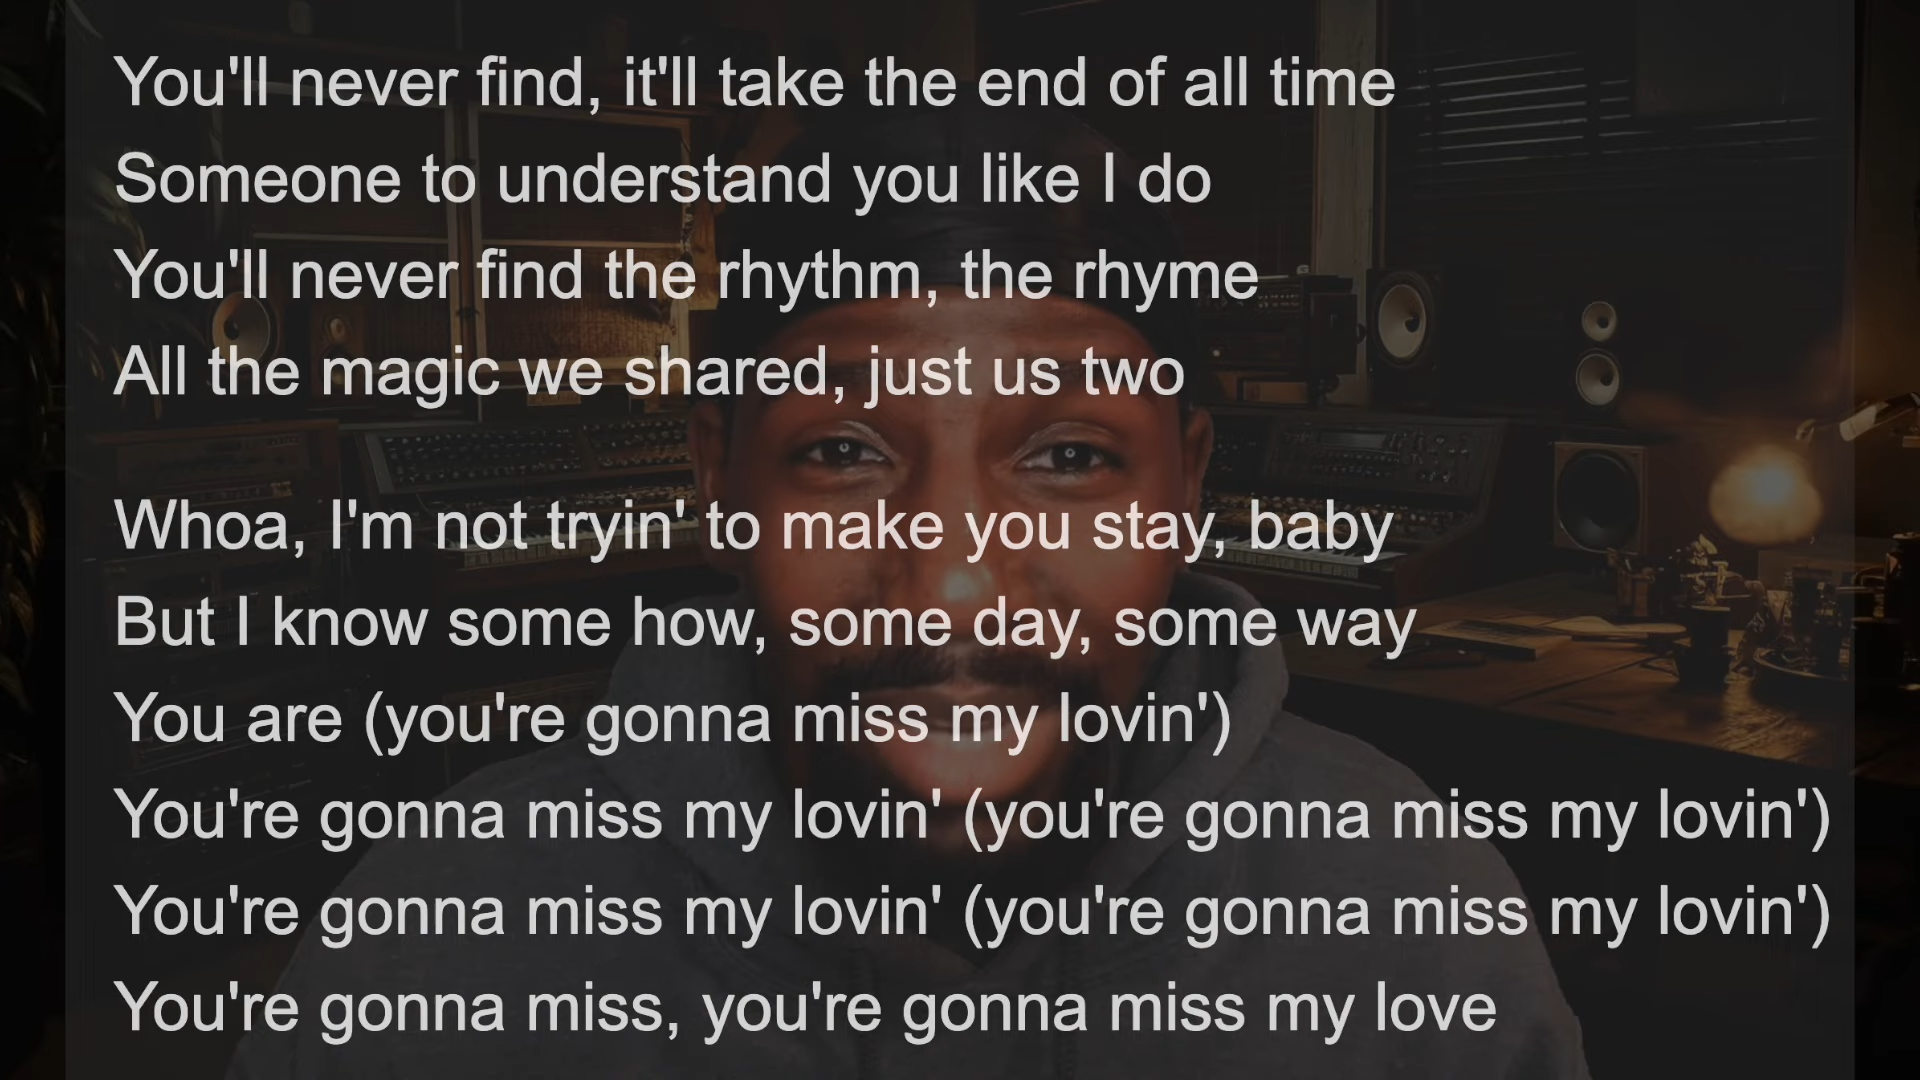 You'll never find, it'll take the end of all time
Someone to understand you like I do
You'll never find the rhythm, the rhyme
All the magic we shared, just us two
Whoa, I'm not tryin' to make you stay, baby
But I know some how, some day, some way
You are (you're gonna miss my lovin')
You're gonna miss my lovin' (you're gonna miss my lovin')
You're gonna miss my lovin' (you're gonna miss my lovin')
You're gonna miss, you're gonna miss my love